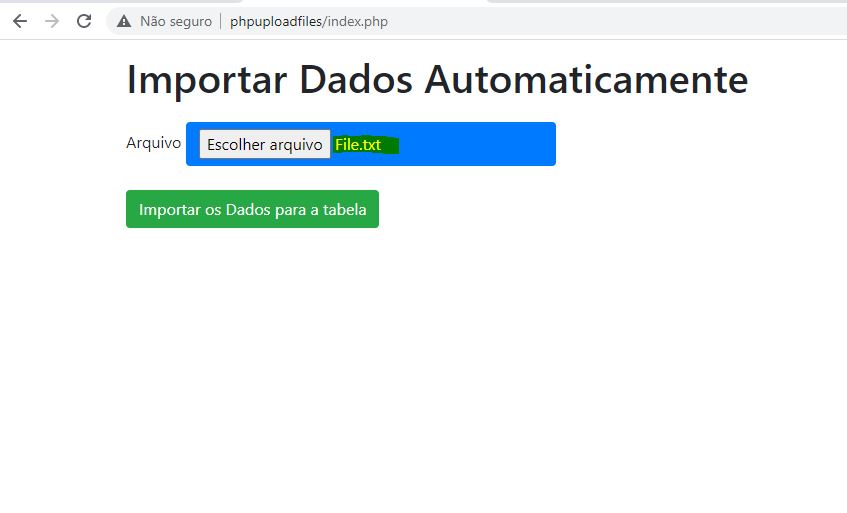 Não seguro | phpuploadfiles/index.php
Importar Dados Automaticamente
Arquivo Escolher arquivo File.txt
Importar os Dados para a tabela